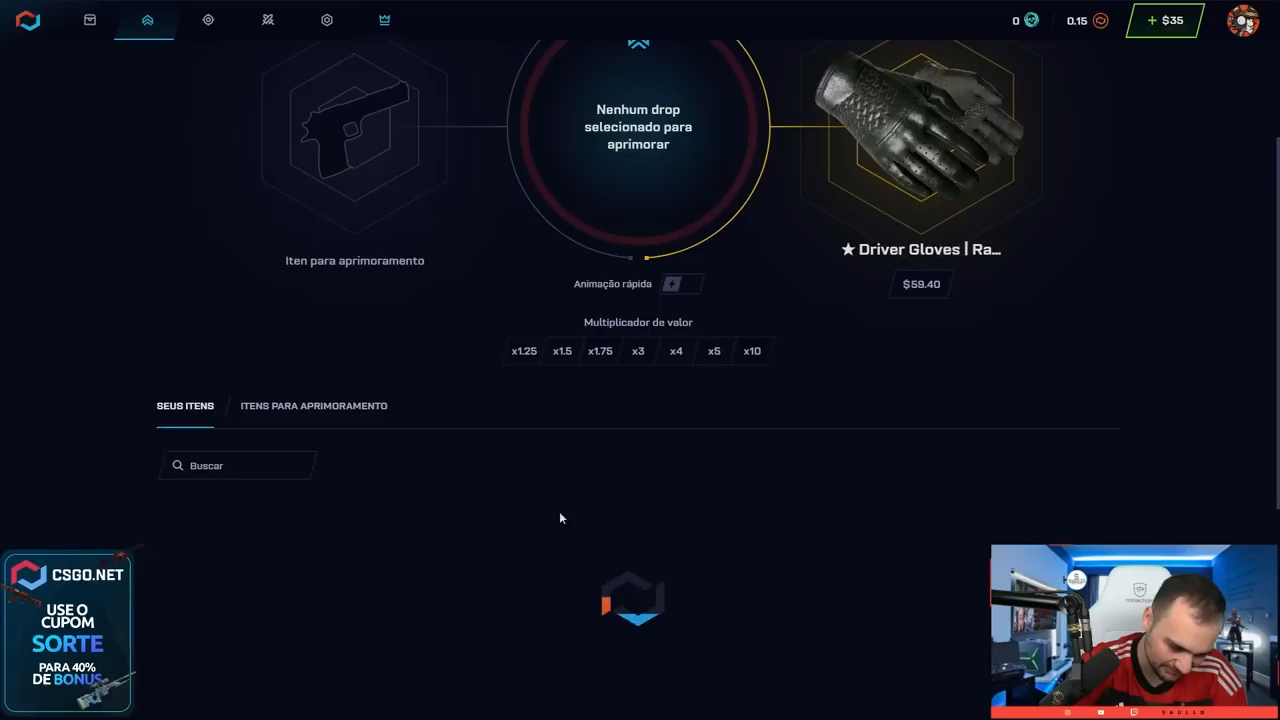 0
0.15
+ $35
Nenhum drop
selecionado para
aprimorar
Iten para aprimoramento
★ Driver Gloves | Ra...
$59.40
Animação rápida
Multiplicador de valor
x1.25 x1.5 x1.75 x3 x4 x5 x10
SEUS ITENS
ITENS PARA APRIMORAMENTO
Buscar
CSGO.NET
USE O
CUPOM
SORTE
PARA 40%
DE BONUS
SAULLO